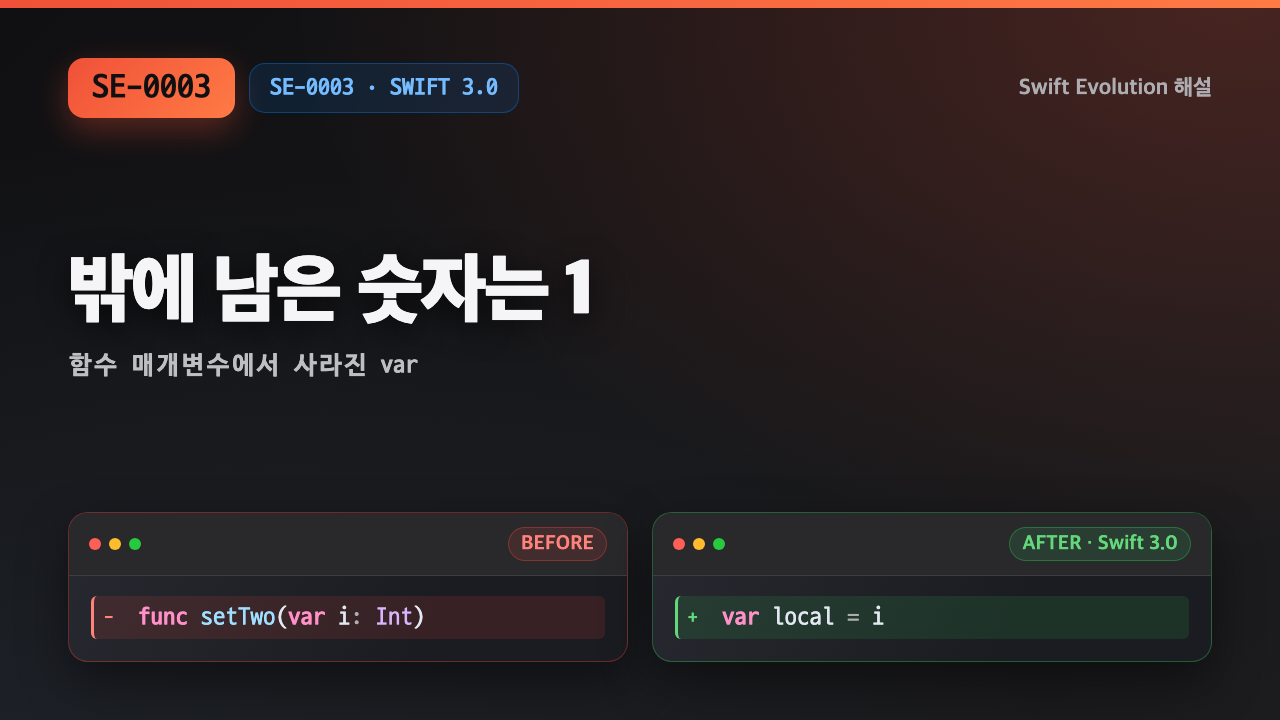 SE-0003
SE-0003 · SWIFT 3.0
Swift Evolution 해설
밖에 남은 숫자는 1
함수 매개변수에서 사라진 var
BEFORE
- func setTwo(var i: Int)
AFTER · Swift 3.0
+ var local = i